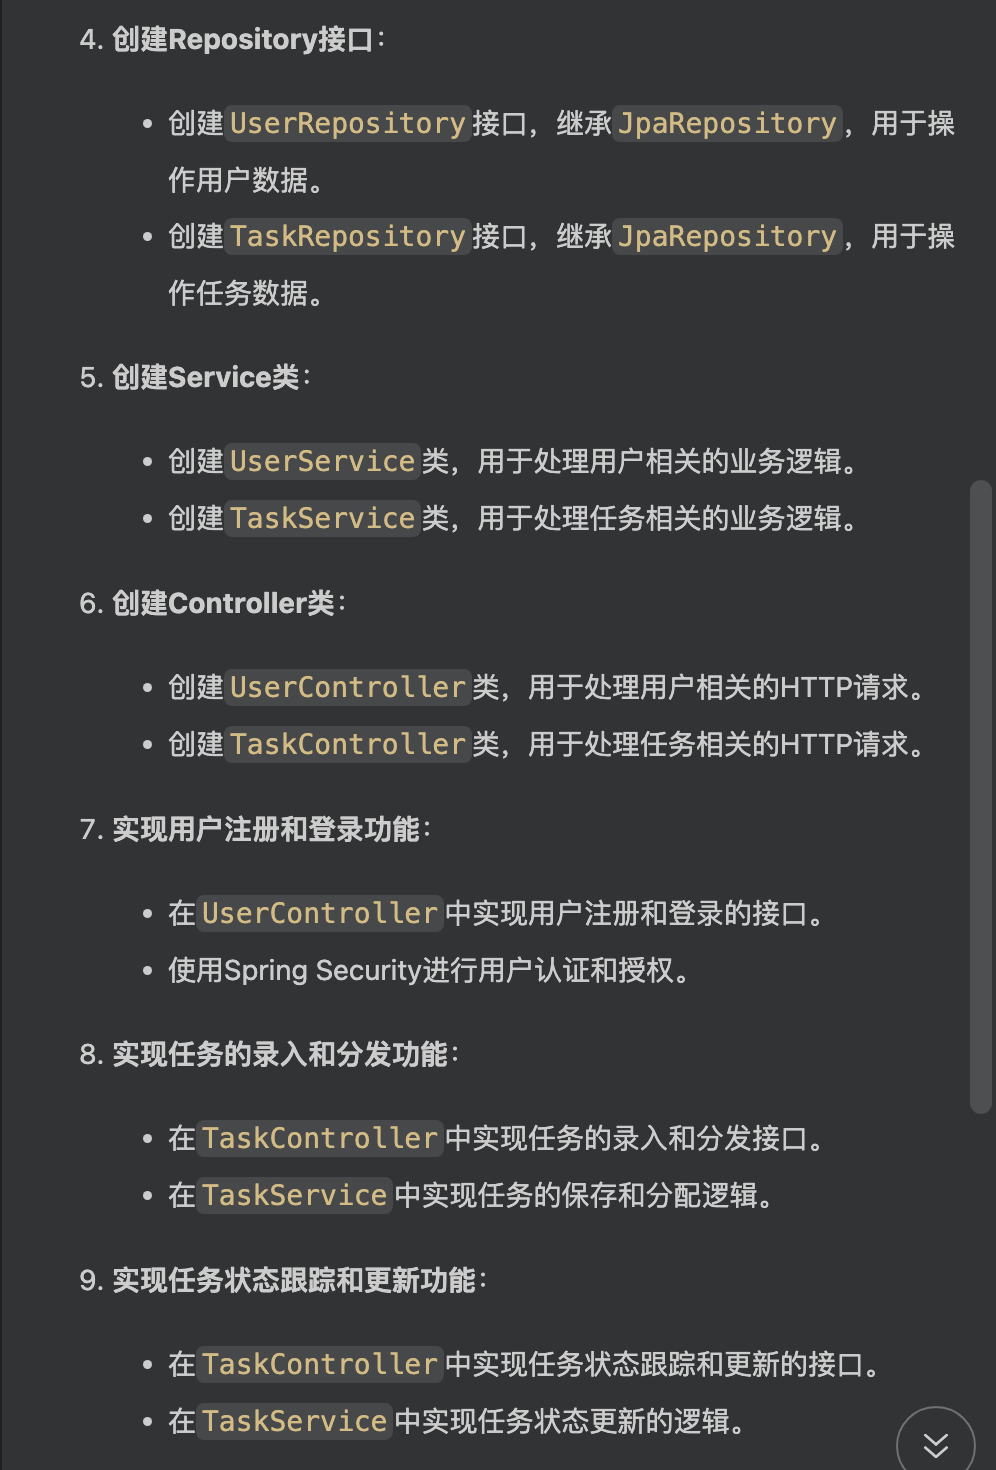 4. 创建Repository接口：
• 创建UserRepository接口，继承JpaRepository，用于操
作用户数据。
• 创建TaskRepository接口，继承JpaRepository，用于操
作任务数据。
5. 创建Service类：
• 创建UserService类，用于处理用户相关的业务逻辑。
• 创建TaskService类，用于处理任务相关的业务逻辑。
6. 创建Controller类：
• 创建UserController类，用于处理用户相关的HTTP请求。
• 创建TaskController类，用于处理任务相关的HTTP请求。
7. 实现用户注册和登录功能：
• 在UserController中实现用户注册和登录的接口。
• 使用Spring Security进行用户认证和授权。
8. 实现任务的录入和分发功能：
• 在TaskController中实现任务的录入和分发接口。
• 在TaskService中实现任务的保存和分配逻辑。
9. 实现任务状态跟踪和更新功能：
• 在TaskController中实现任务状态跟踪和更新的接口。
• 在TaskService中实现任务状态更新的逻辑。